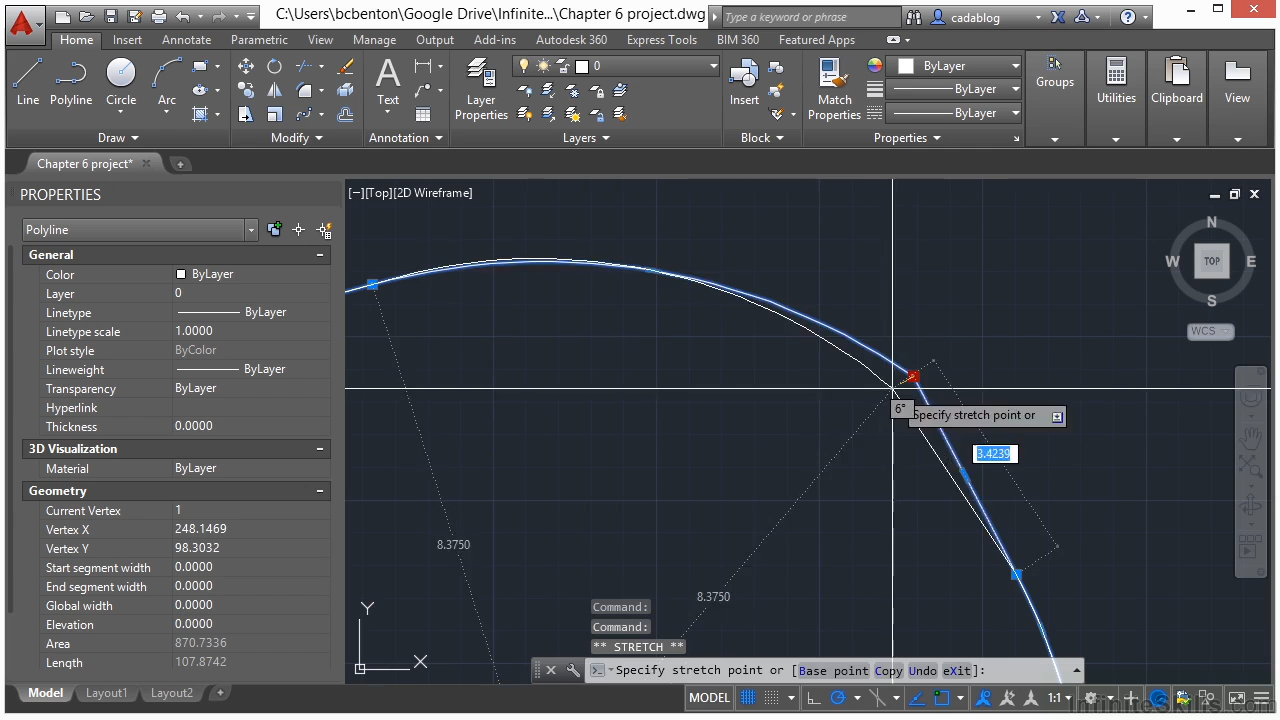 C:\Users\bcbenton\Google Drive\Infinite...\Chapter 6 project.dwg
Type a keyword or phrase
cadablog
Home
Insert
Annotate
Parametric
View
Manage
Output
Add-ins
Autodesk 360
Express Tools
BIM 360
Featured Apps
Line
Polyline
Circle
Arc
Draw
Modify
Text
Annotation
Layer
Properties
0
Layers
Insert
Block
Match
Properties
ByLayer
ByLayer
ByLayer
Properties
Groups
Utilities
Clipboard
View
Chapter 6 project*
PROPERTIES
Polyline
General
Color ByLayer
Layer 0
Linetype ByLayer
Linetype scale 1.0000
Plot style ByColor
Lineweight ByLayer
Transparency ByLayer
Hyperlink
Thickness 0.0000
3D Visualization
Material ByLayer
Geometry
Current Vertex 1
Vertex X 248.1469
Vertex Y 98.3032
Start segment width 0.0000
End segment width 0.0000
Global width 0.0000
Elevation 0.0000
Area 870.7336
Length 107.8742
[−][Top][2D Wireframe]
N
W TOP E
S
WCS
6°
Specify stretch point or
3.4239
8.3750
8.3750
Y
X
Command:
Command:
** STRETCH **
Specify stretch point or [Base point Copy Undo eXit]:
Model
Layout1
Layout2
MODEL
1:1
InfiniteSkills.com